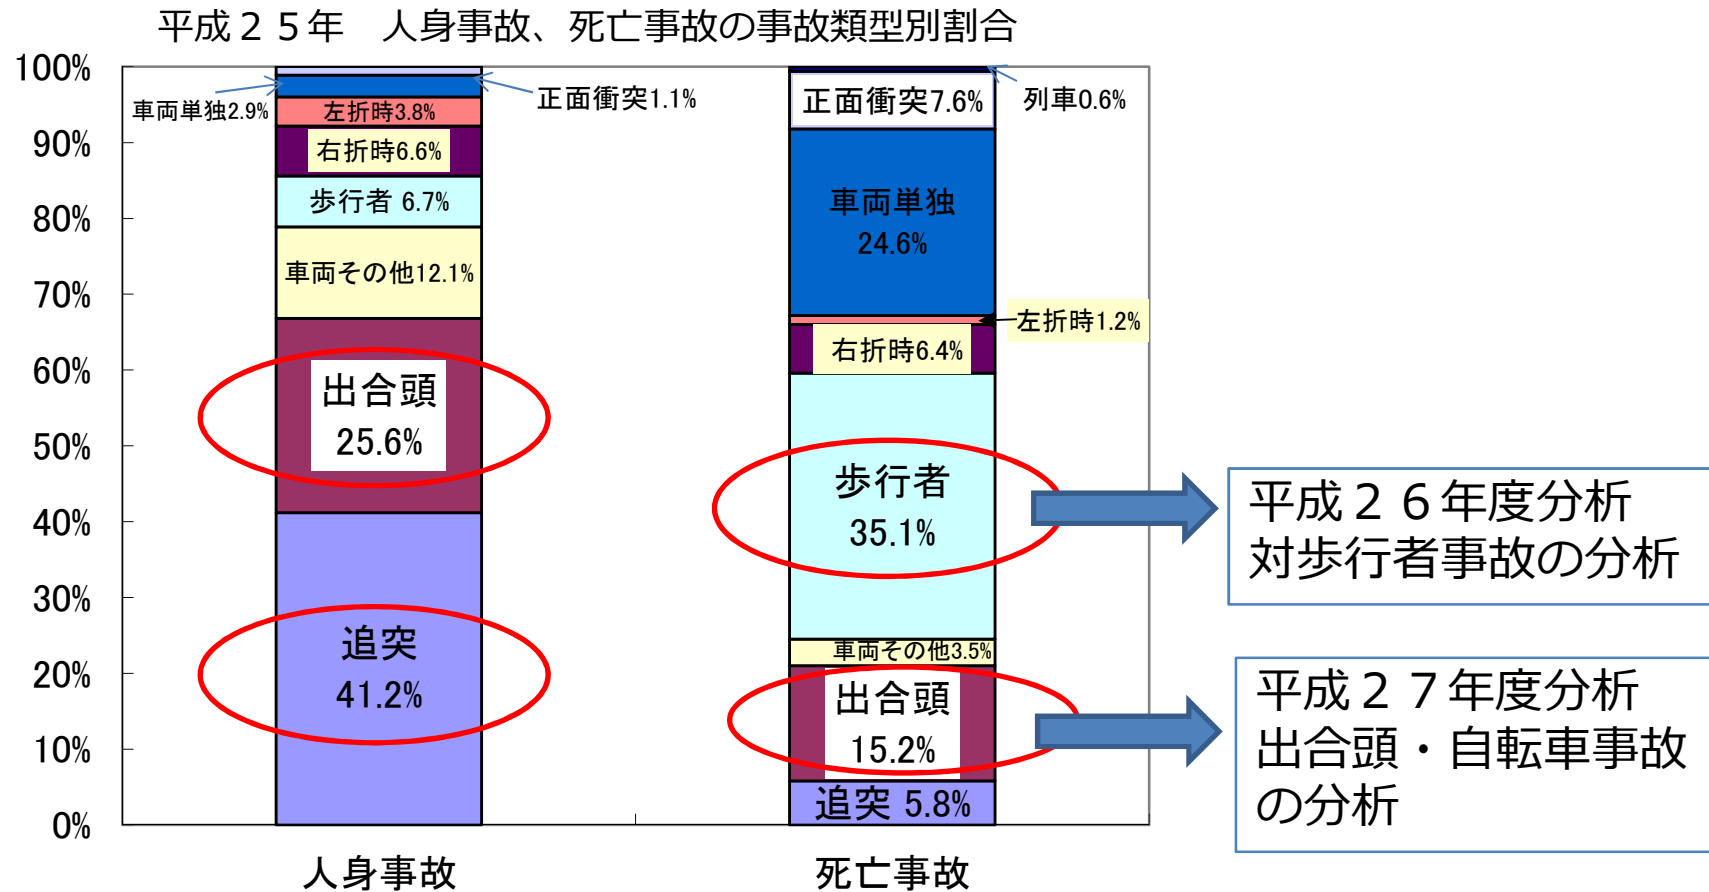 平成２５年　人身事故、死亡事故の事故類型別割合
100%
90%
80%
70%
60%
50%
40%
30%
20%
10%
0%
車両単独2.9%
正面衝突1.1%
左折時3.8%
右折時6.6%
歩行者 6.7%
車両その他12.1%
出合頭
25.6%
追突
41.2%
人身事故
列車0.6%
正面衝突7.6%
車両単独
24.6%
左折時1.2%
右折時6.4%
歩行者
35.1%
車両その他3.5%
出合頭
15.2%
追突 5.8%
死亡事故
平成２６年度分析
対歩行者事故の分析
平成２７年度分析
出合頭・自転車事故
の分析